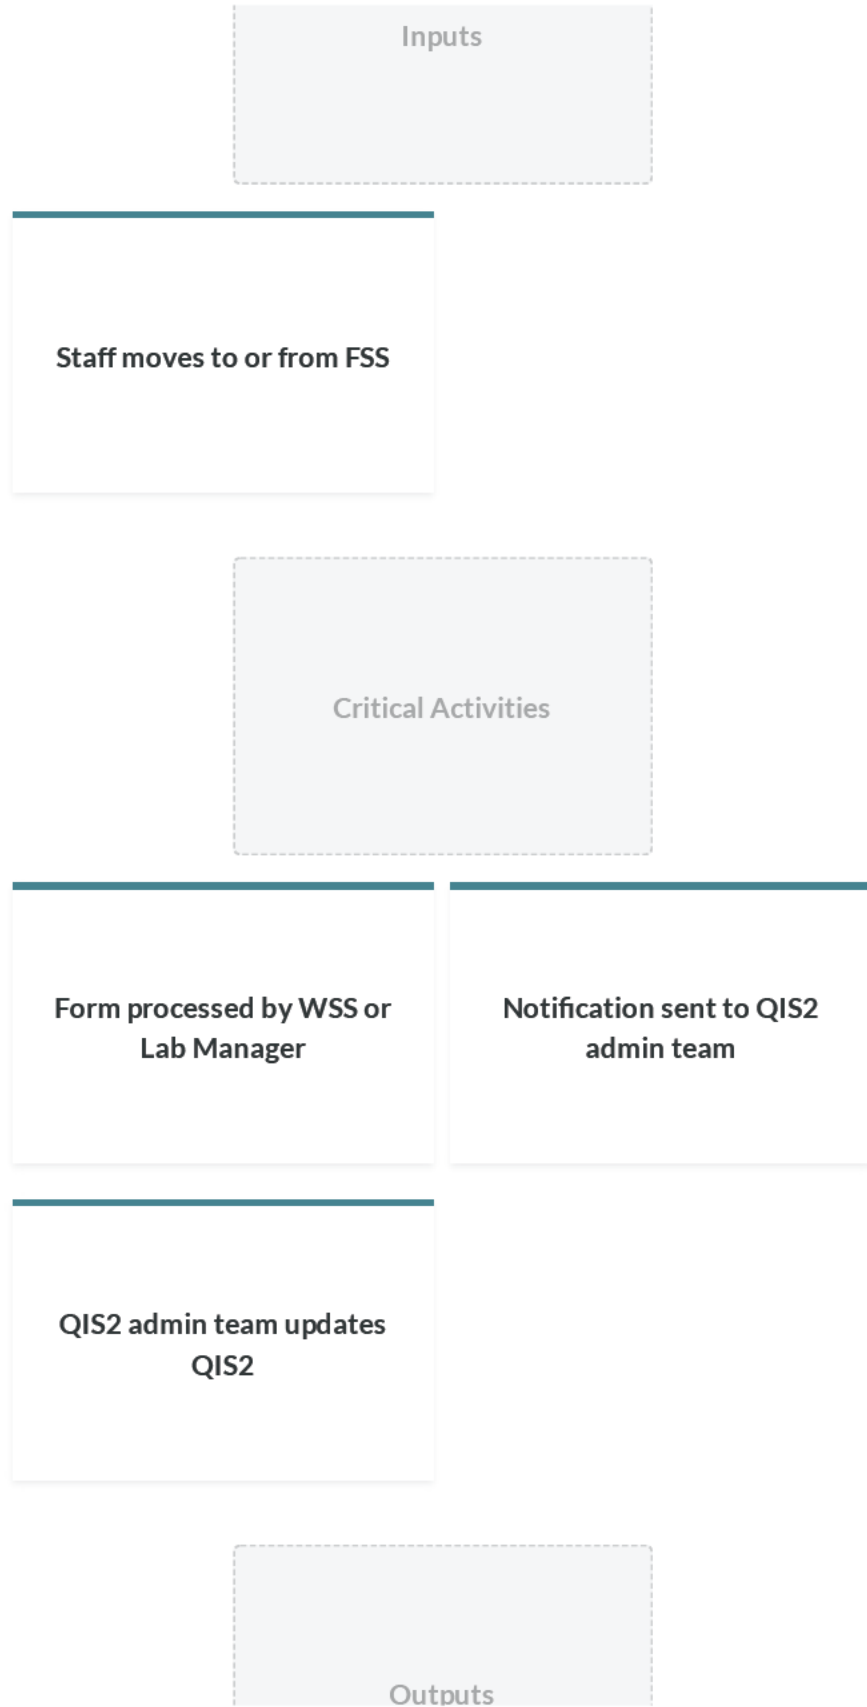 Inputs
Staff moves to or from FSS
Critical Activities
Form processed by WSS or
Lab Manager
Notification sent to QIS2
admin team
QIS2 admin team updates
QIS2
Outputs